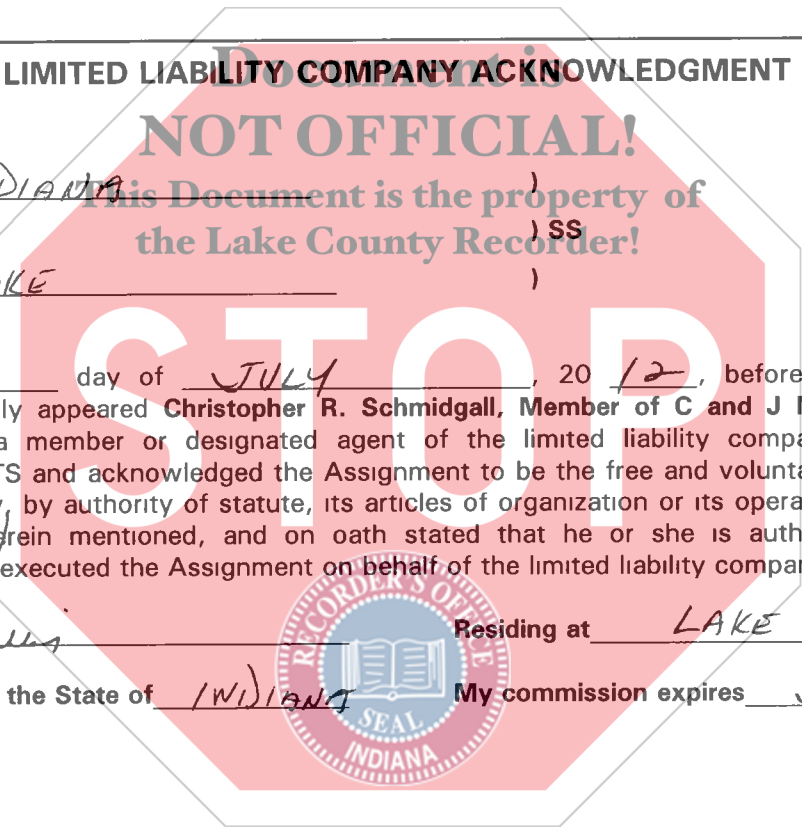 LIMITED LIABILITY COMPANY ACKNOWLEDGMENT
Document is
NOT OFFICIAL!
This Document is the property of
the Lake County Recorder!
DIANA )
) SS
KE )
day of JULY, 20 12, before
ly appeared Christopher R. Schmidgall, Member of C and J
a member or designated agent of the limited liability compa
TS and acknowledged the Assignment to be the free and volunta
, by authority of statute, its articles of organization or its opera
rein mentioned, and on oath stated that he or she is auth
executed the Assignment on behalf of the limited liability compan
Residing at LAKE
the State of INDIANA My commission expires
STOP
RECORDER'S OFFICE
SEAL
INDIANA